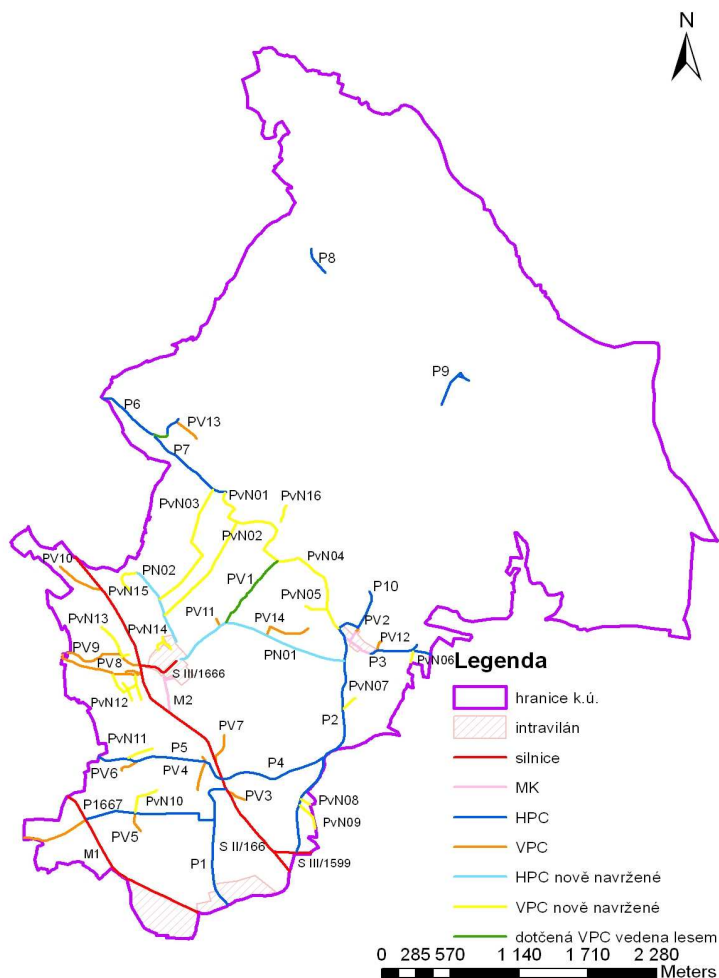 N
P8
P9
P6
PV13
P7
PvN01
PvN16
PvN03
PvN02
PvN04
PV10
PN02
PV1
PvN15
PvN05
P10
PvN13
PvN14
PV11
PV14
PV2
PV12
PV9
PN01
P3
PvN06
PV8
S III/1666
PvN12
M2
PvN07
P2
PvN11
P5
PV7
P4
PV6
PV4
P1667
PvN10
PV3
PvN08
PV5
PvN09
M1
P1
S II/166
S III/1599
Legenda
hranice k.ú.
intravilán
silnice
MK
HPC
VPC
HPC nově navržené
VPC nově navržené
dotčená VPC vedena lesem
0 285 570 1 140 1 710 2 280
Meters